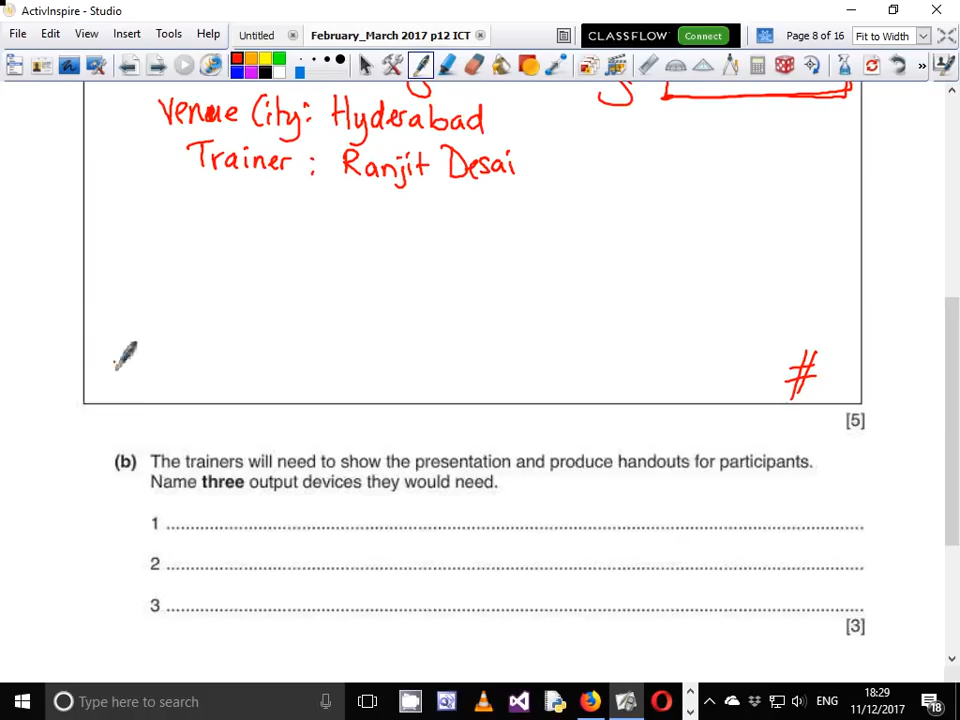 ActivInspire - Studio
File Edit View Insert Tools Help Untitled February_March 2017 p12 ICT CLASSFLOW Connect Page 8 of 16 Fit to Width
Venue City: Hyderabad
Trainer : Ranjit Desai
#
[5]
(b) The trainers will need to show the presentation and produce handouts for participants.
Name three output devices they would need.
1 ........................................................................
2 ........................................................................
3 ........................................................................
[3]
Type here to search ENG 18:29
11/12/2017 18